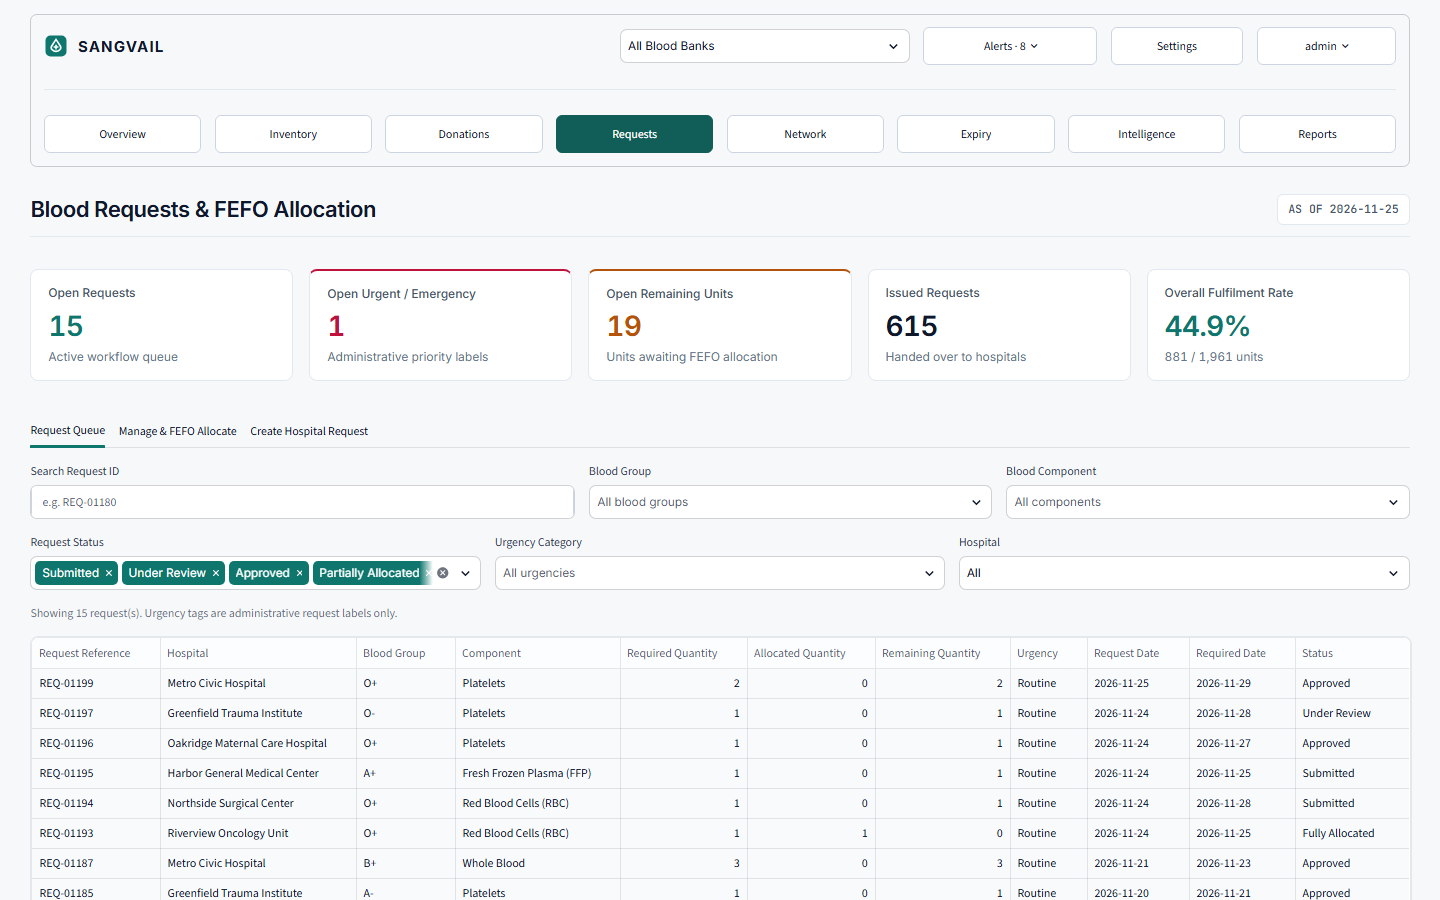 SANGVAIL
All Blood Banks
Alerts · 8
Settings
admin
Overview
Inventory
Donations
Requests
Network
Expiry
Intelligence
Reports
Blood Requests & FEFO Allocation
AS OF 2026-11-25
Open Requests
15
Active workflow queue
Open Urgent / Emergency
1
Administrative priority labels
Open Remaining Units
19
Units awaiting FEFO allocation
Issued Requests
615
Handed over to hospitals
Overall Fulfilment Rate
44.9%
881 / 1,961 units
Request Queue
Manage & FEFO Allocate
Create Hospital Request
Search Request ID
e.g. REQ-01180
Blood Group
All blood groups
Blood Component
All components
Request Status
Submitted ×
Under Review ×
Approved ×
Partially Allocated ×
Urgency Category
All urgencies
Hospital
All
Showing 15 request(s). Urgency tags are administrative request labels only.
Request Reference Hospital Blood Group Component Required Quantity Allocated Quantity Remaining Quantity Urgency Request Date Required Date Status
REQ-01199 Metro Civic Hospital O+ Platelets 2 0 2 Routine 2026-11-25 2026-11-29 Approved
REQ-01197 Greenfield Trauma Institute O- Platelets 1 0 1 Routine 2026-11-24 2026-11-28 Under Review
REQ-01196 Oakridge Maternal Care Hospital O+ Platelets 1 0 1 Routine 2026-11-24 2026-11-27 Approved
REQ-01195 Harbor General Medical Center A+ Fresh Frozen Plasma (FFP) 1 0 1 Routine 2026-11-24 2026-11-25 Submitted
REQ-01194 Northside Surgical Center O+ Red Blood Cells (RBC) 1 0 1 Routine 2026-11-24 2026-11-28 Submitted
REQ-01193 Riverview Oncology Unit O+ Red Blood Cells (RBC) 1 1 0 Routine 2026-11-24 2026-11-25 Fully Allocated
REQ-01187 Metro Civic Hospital B+ Whole Blood 3 0 3 Routine 2026-11-21 2026-11-23 Approved
REQ-01185 Greenfield Trauma Institute A- Platelets 1 0 1 Routine 2026-11-20 2026-11-21 Approved